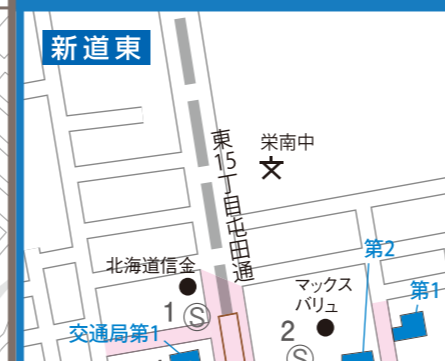 新道東
栄南中
東15丁目屯田通
北海道信金
1 Ⓢ
交通局第1
マックス
バリュ
2
Ⓢ
第2
第1